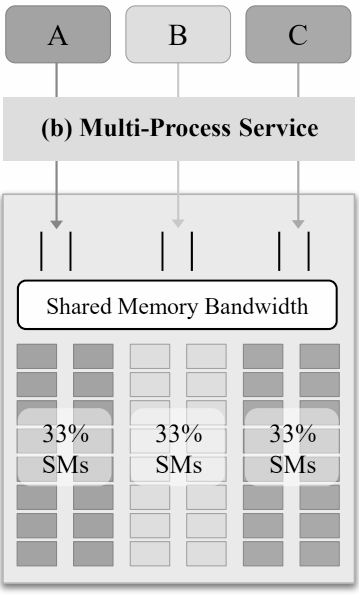 A B C
(b) Multi-Process Service
Shared Memory Bandwidth
33% 33% 33%
SMs SMs SMs